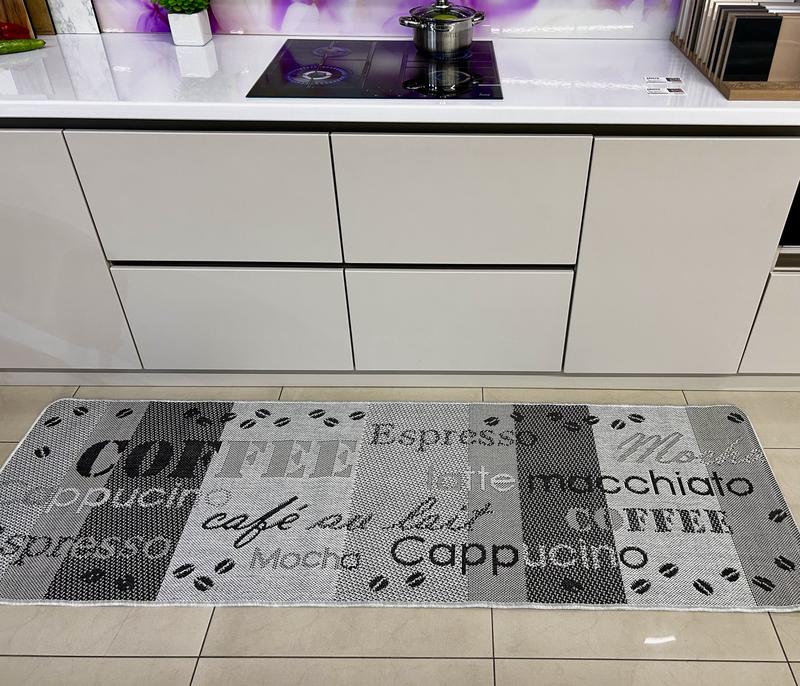 COFFEE
Espresso
Mocha
Cappucino
latte macchiato
café au lait
COFFEE
Espresso
Mocha
Cappucino